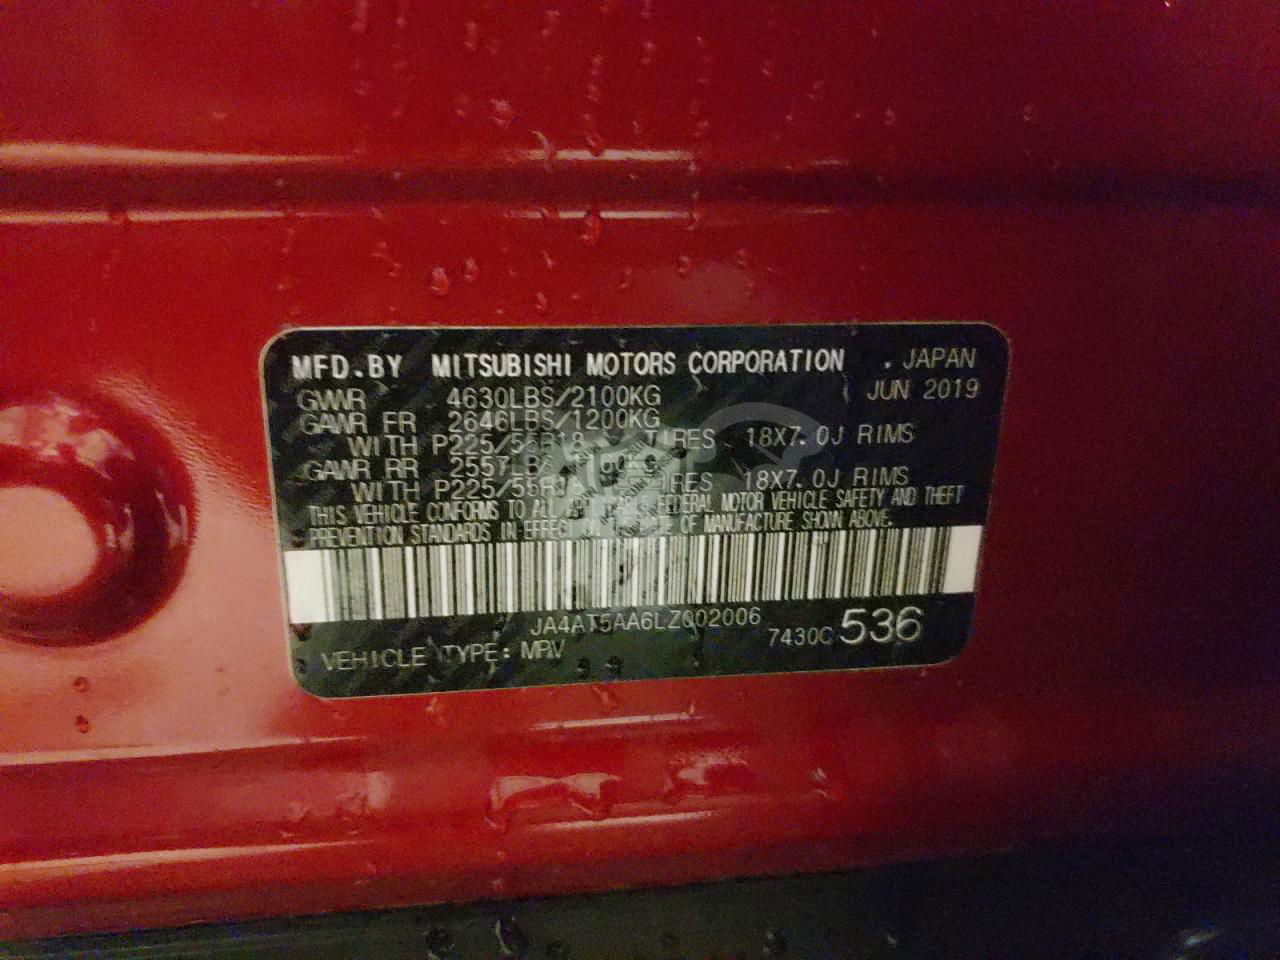 MFD.BY MITSUBISHI MOTORS CORPORATION . JAPAN
GVWR 4630LBS/2100KG JUN 2019
GAWR FR 2646LBS/1200KG
WITH P225/55R18 TIRES 18X7.0J RIMS
GAWR RR 2557LBS
WITH P225/55R18 TIRES 18X7.0J RIMS
THIS VEHICLE CONFORMS TO ALL APPLICABLE FEDERAL MOTOR VEHICLE SAFETY AND THEFT
PREVENTION STANDARDS IN EFFECT ON DATE OF MANUFACTURE SHOWN ABOVE.
JA4AT5AA6LZ002006
VEHICLE TYPE: MPV 7430C 536